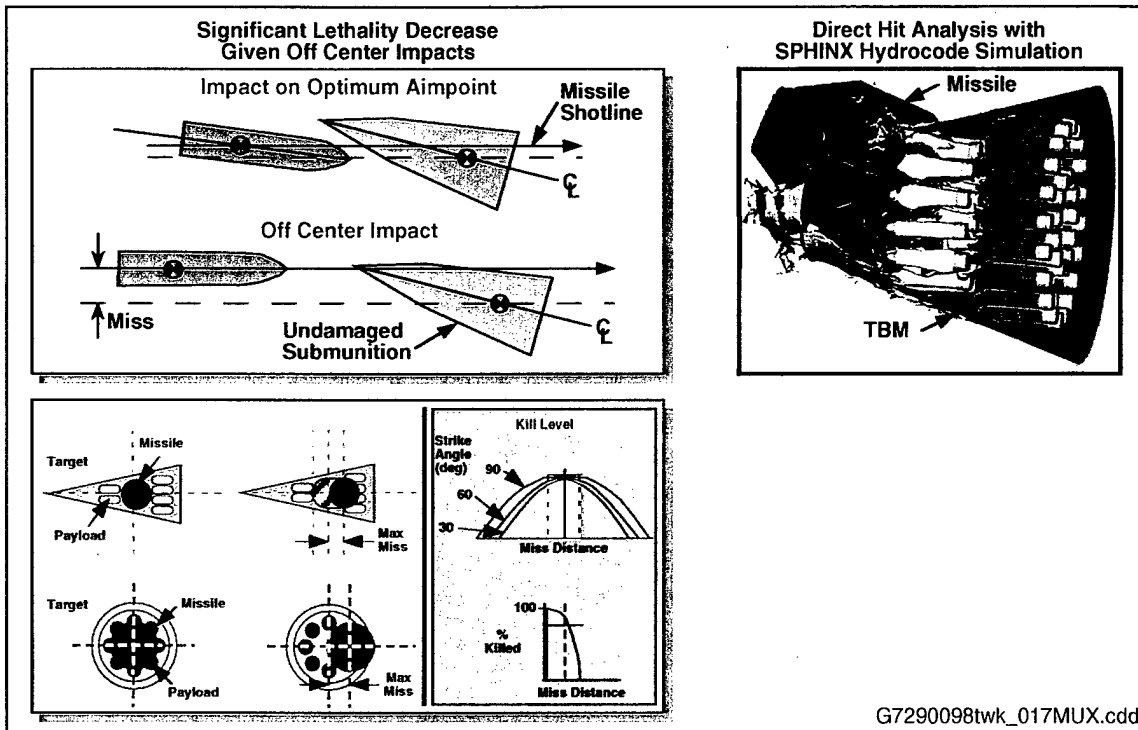 Significant Lethality Decrease
Given Off Center Impacts
Impact on Optimum Aimpoint
Missile
Shotline
℄
Off Center Impact
Miss
Undamaged
Submunition
℄
Direct Hit Analysis with
SPHINX Hydrocode Simulation
Missile
TBM
Target
Missile
Payload
Max
Miss
Target
Missile
Payload
Max
Miss
Kill Level
Strike
Angle
(deg)
90
60
30
Miss Distance
100
%
Killed
Miss Distance
G7290098twk_017MUX.cdd